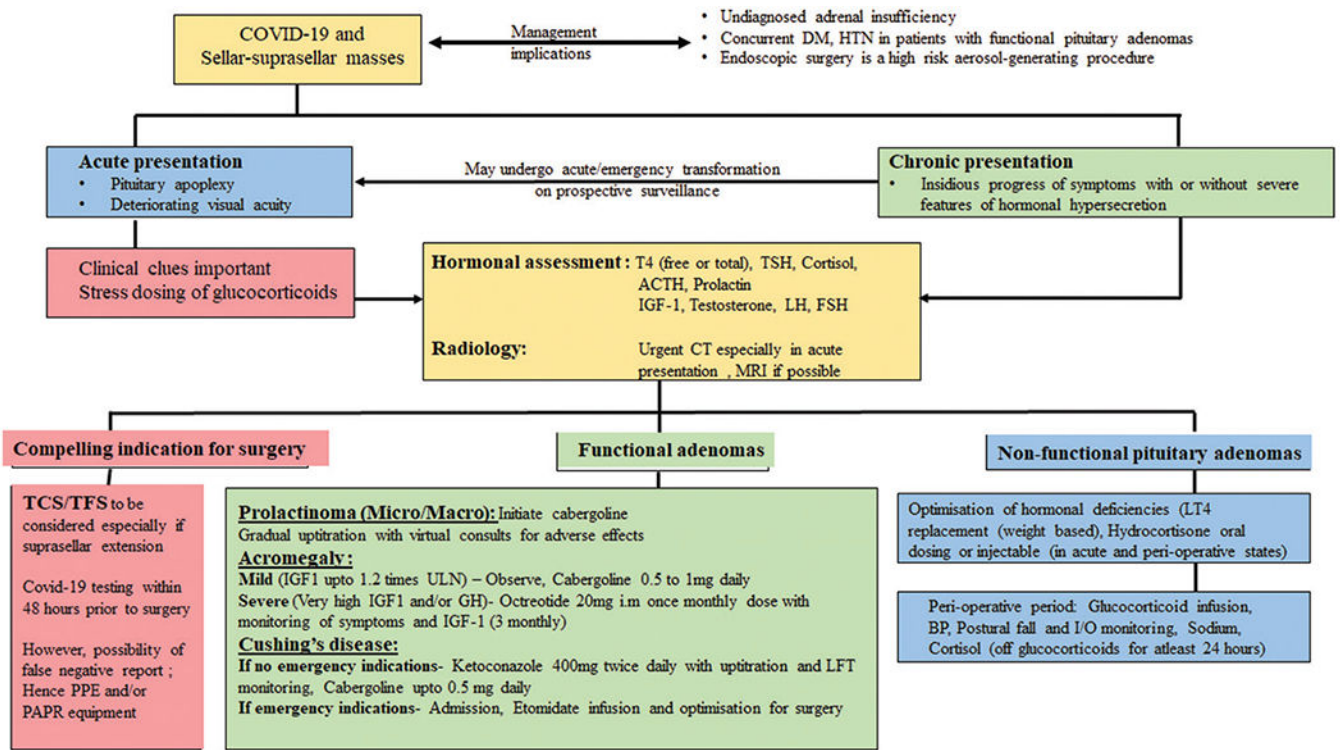 COVID-19 and
Sellar-suprasellar masses
Management
implications
• Undiagnosed adrenal insufficiency
• Concurrent DM, HTN in patients with functional pituitary adenomas
• Endoscopic surgery is a high risk aerosol-generating procedure
Acute presentation
• Pituitary apoplexy
• Deteriorating visual acuity
May undergo acute/emergency transformation
on prospective surveillance
Chronic presentation
• Insidious progress of symptoms with or without severe
features of hormonal hypersecretion
Clinical clues important
Stress dosing of glucocorticoids
Hormonal assessment : T4 (free or total), TSH, Cortisol,
ACTH, Prolactin
IGF-1, Testosterone, LH, FSH
Radiology: Urgent CT especially in acute
presentation , MRI if possible
Compelling indication for surgery
TCS/TFS to be
considered especially if
suprasellar extension
Covid-19 testing within
48 hours prior to surgery
However, possibility of
false negative report ;
Hence PPE and/or
PAPR equipment
Functional adenomas
Prolactinoma (Micro/Macro): Initiate cabergoline
Gradual uptitration with virtual consults for adverse effects
Acromegaly :
Mild (IGF1 upto 1.2 times ULN) – Observe, Cabergoline 0.5 to 1mg daily
Severe (Very high IGF1 and/or GH)- Octreotide 20mg i.m once monthly dose with
monitoring of symptoms and IGF-1 (3 monthly)
Cushing's disease:
If no emergency indications- Ketoconazole 400mg twice daily with uptitration and LFT
monitoring, Cabergoline upto 0.5 mg daily
If emergency indications- Admission, Etomidate infusion and optimisation for surgery
Non-functional pituitary adenomas
Optimisation of hormonal deficiencies (LT4
replacement (weight based), Hydrocortisone oral
dosing or injectable (in acute and peri-operative states)
Peri-operative period: Glucocorticoid infusion,
BP, Postural fall and I/O monitoring, Sodium,
Cortisol (off glucocorticoids for atleast 24 hours)